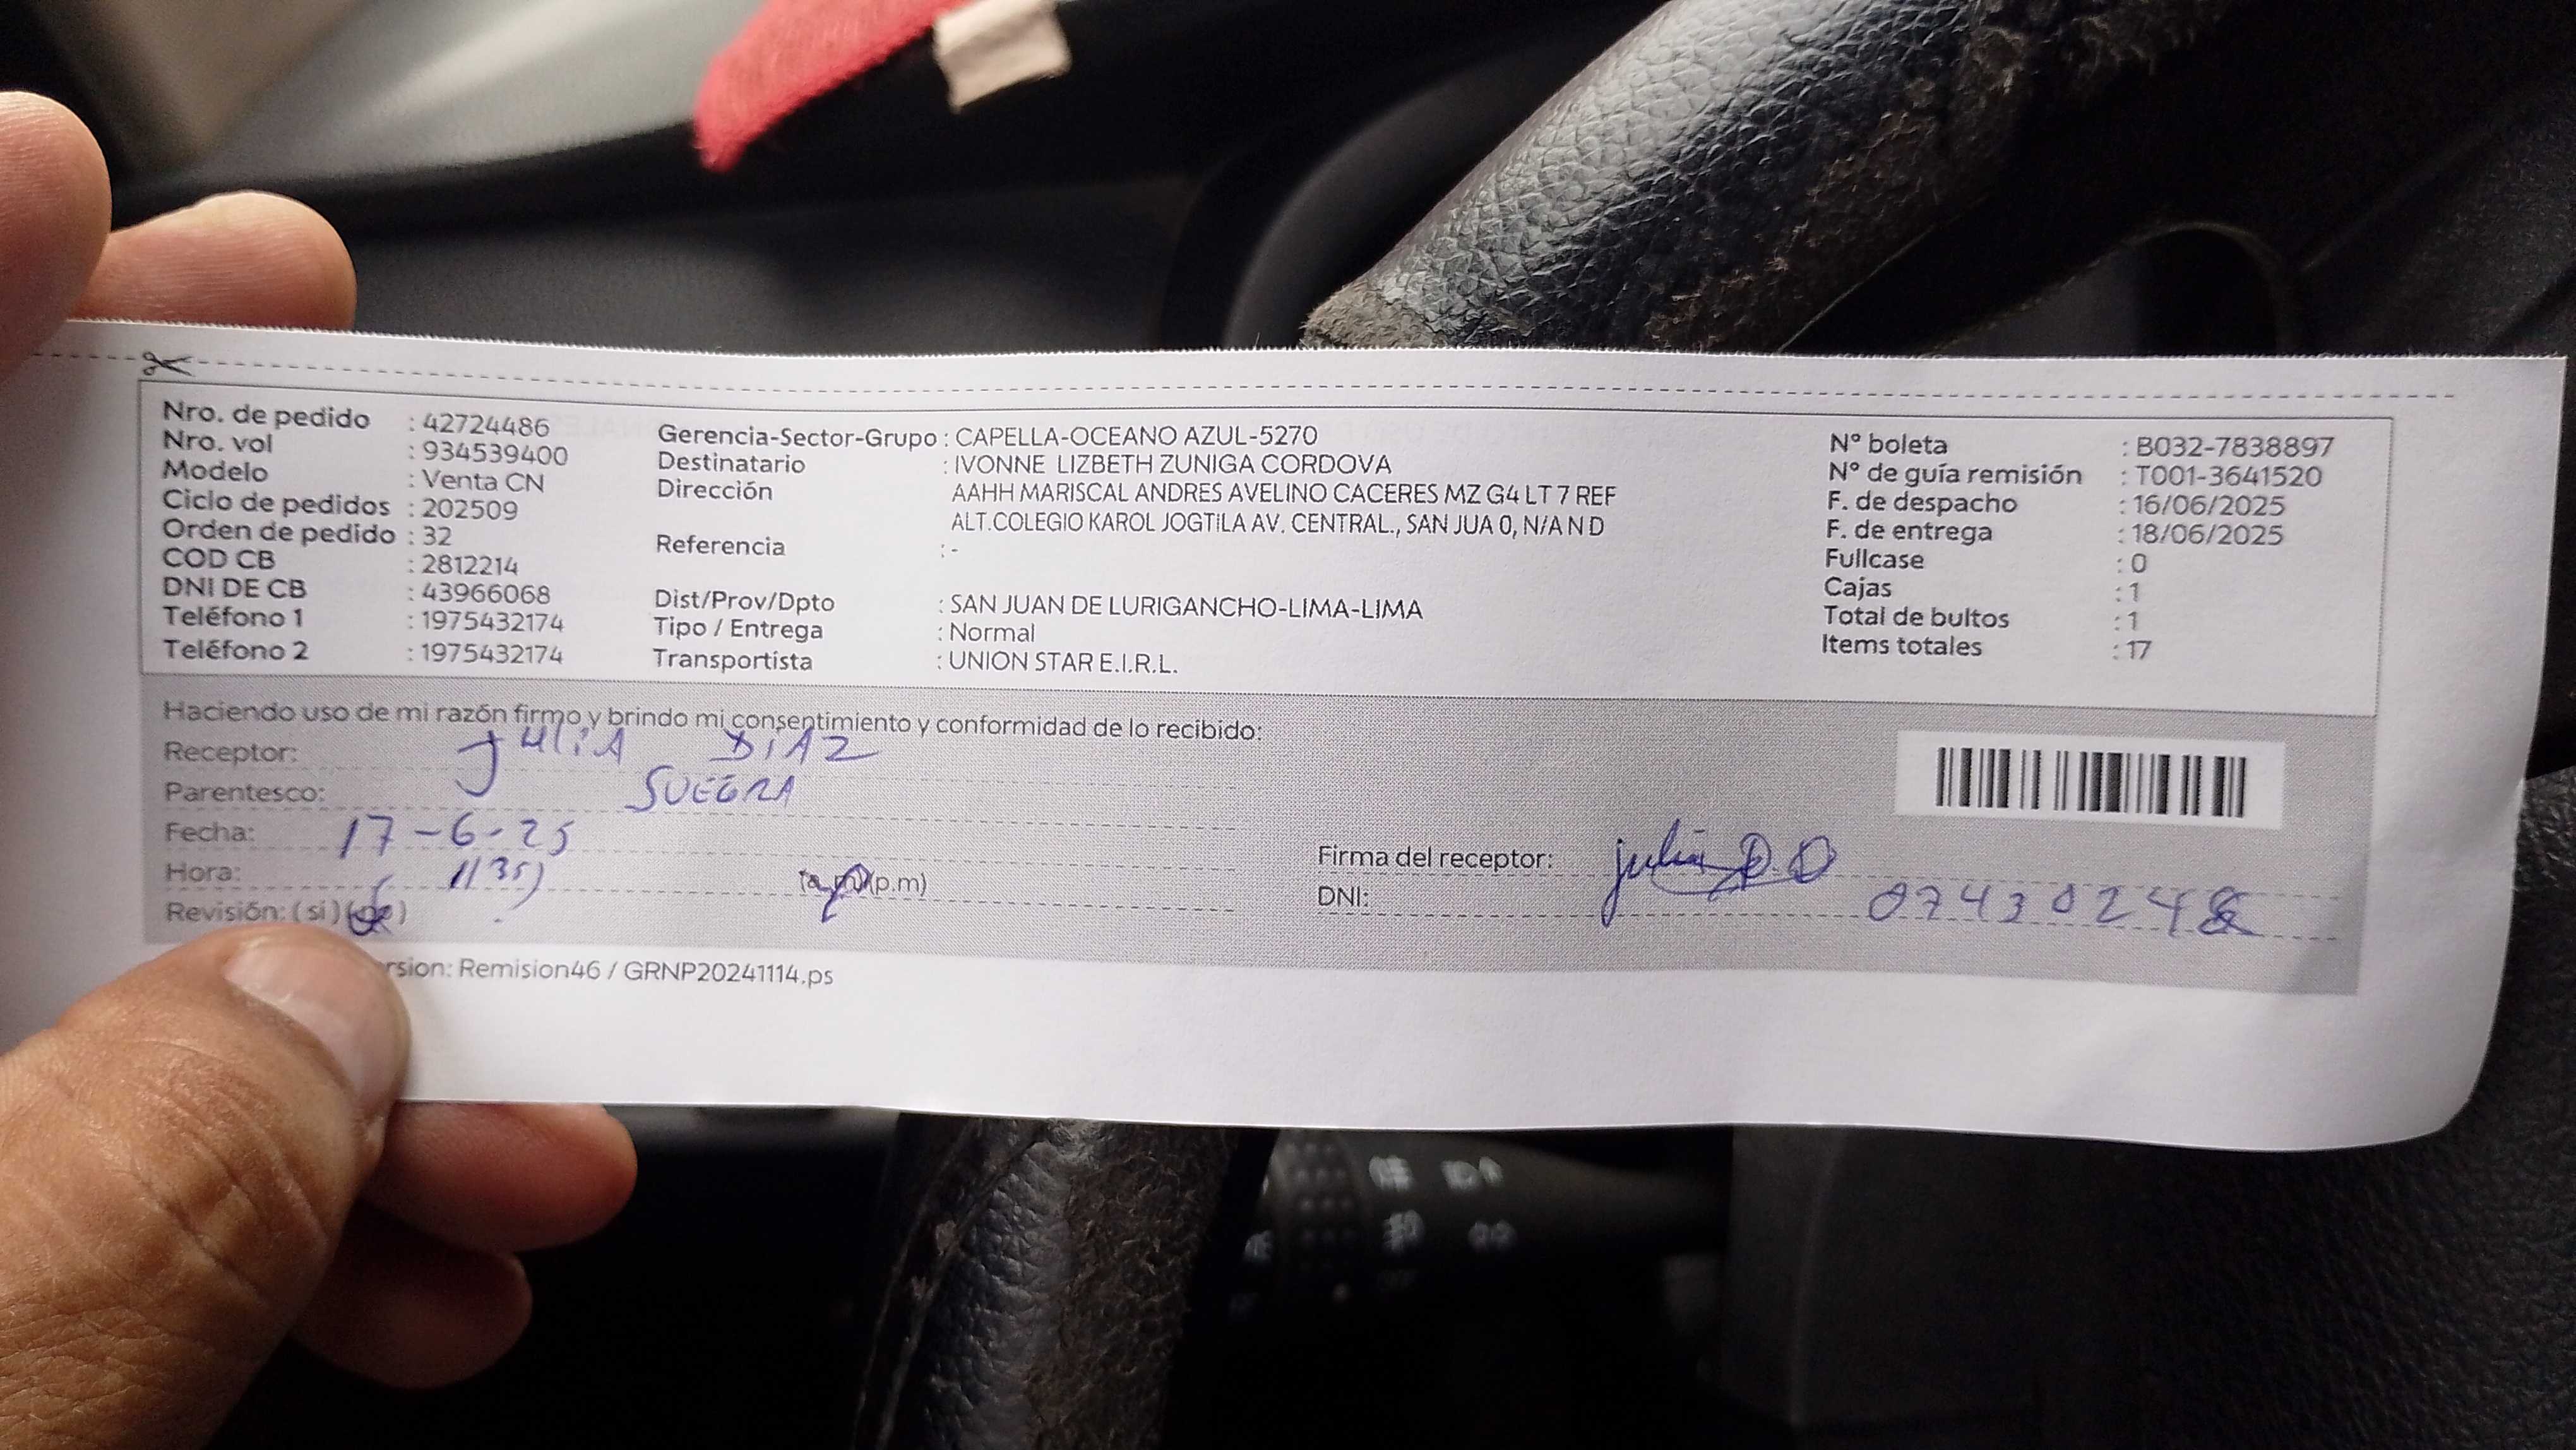 Nro. de pedido : 42724486
Nro. vol : 934539400
Modelo : Venta CN
Ciclo de pedidos : 202509
Orden de pedido : 32
COD CB : 2812214
DNI DE CB : 43966068
Teléfono 1 : 1975432174
Teléfono 2 : 1975432174
Gerencia-Sector-Grupo : CAPELLA-OCEANO AZUL-5270
Destinatario : IVONNE LIZBETH ZUNIGA CORDOVA
Dirección AAHH MARISCAL ANDRES AVELINO CACERES MZ G4 LT 7 REF
ALT.COLEGIO KAROL JOGTILA AV. CENTRAL., SAN JUA 0, N/A N D
Referencia : -
Dist/Prov/Dpto : SAN JUAN DE LURIGANCHO-LIMA-LIMA
Tipo / Entrega : Normal
Transportista : UNION STAR E.I.R.L.
N° boleta : B032-7838897
N° de guía remisión : T001-3641520
F. de despacho : 16/06/2025
F. de entrega : 18/06/2025
Fullcase : 0
Cajas : 1
Total de bultos : 1
Items totales : 17
Haciendo uso de mi razón firmo y brindo mi consentimiento y conformidad de lo recibido:
Receptor: JULIA DIAZ
Parentesco: SUEGRA
Fecha: 17-6-25
Hora: (p.m)
Revisión: (si)
Firma del receptor: julia D D
DNI: 0743024
rsion: Remision46 / GRNP20241114.ps